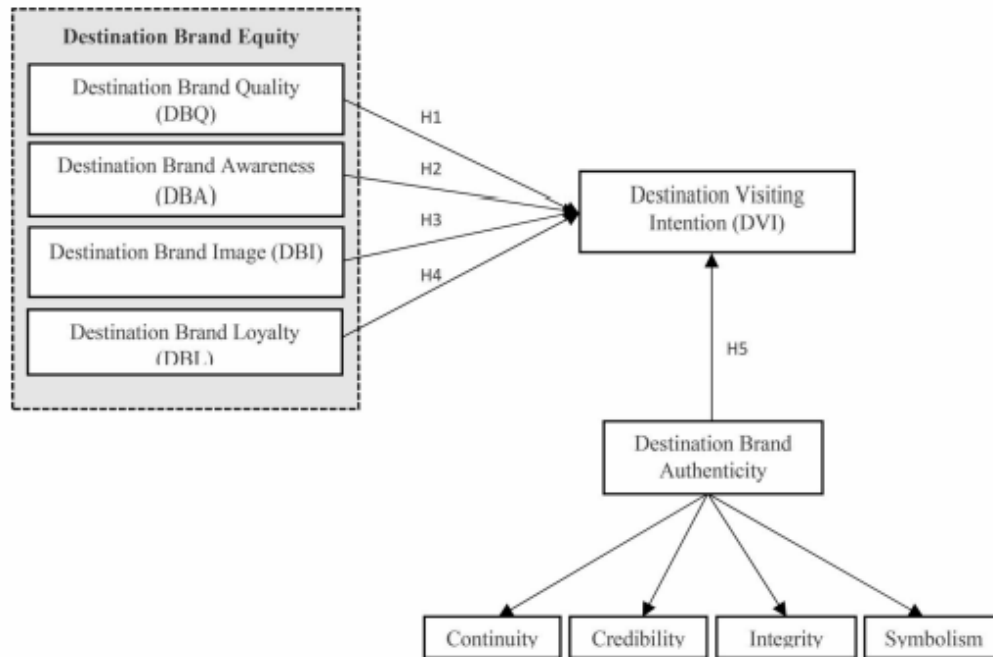 Destination Brand Equity
Destination Brand Quality
(DBQ)
Destination Brand Awareness
(DBA)
Destination Brand Image (DBI)
Destination Brand Loyalty
(DBL)
H1
H2
H3
H4
Destination Visiting
Intention (DVI)
H5
Destination Brand
Authenticity
Continuity
Credibility
Integrity
Symbolism